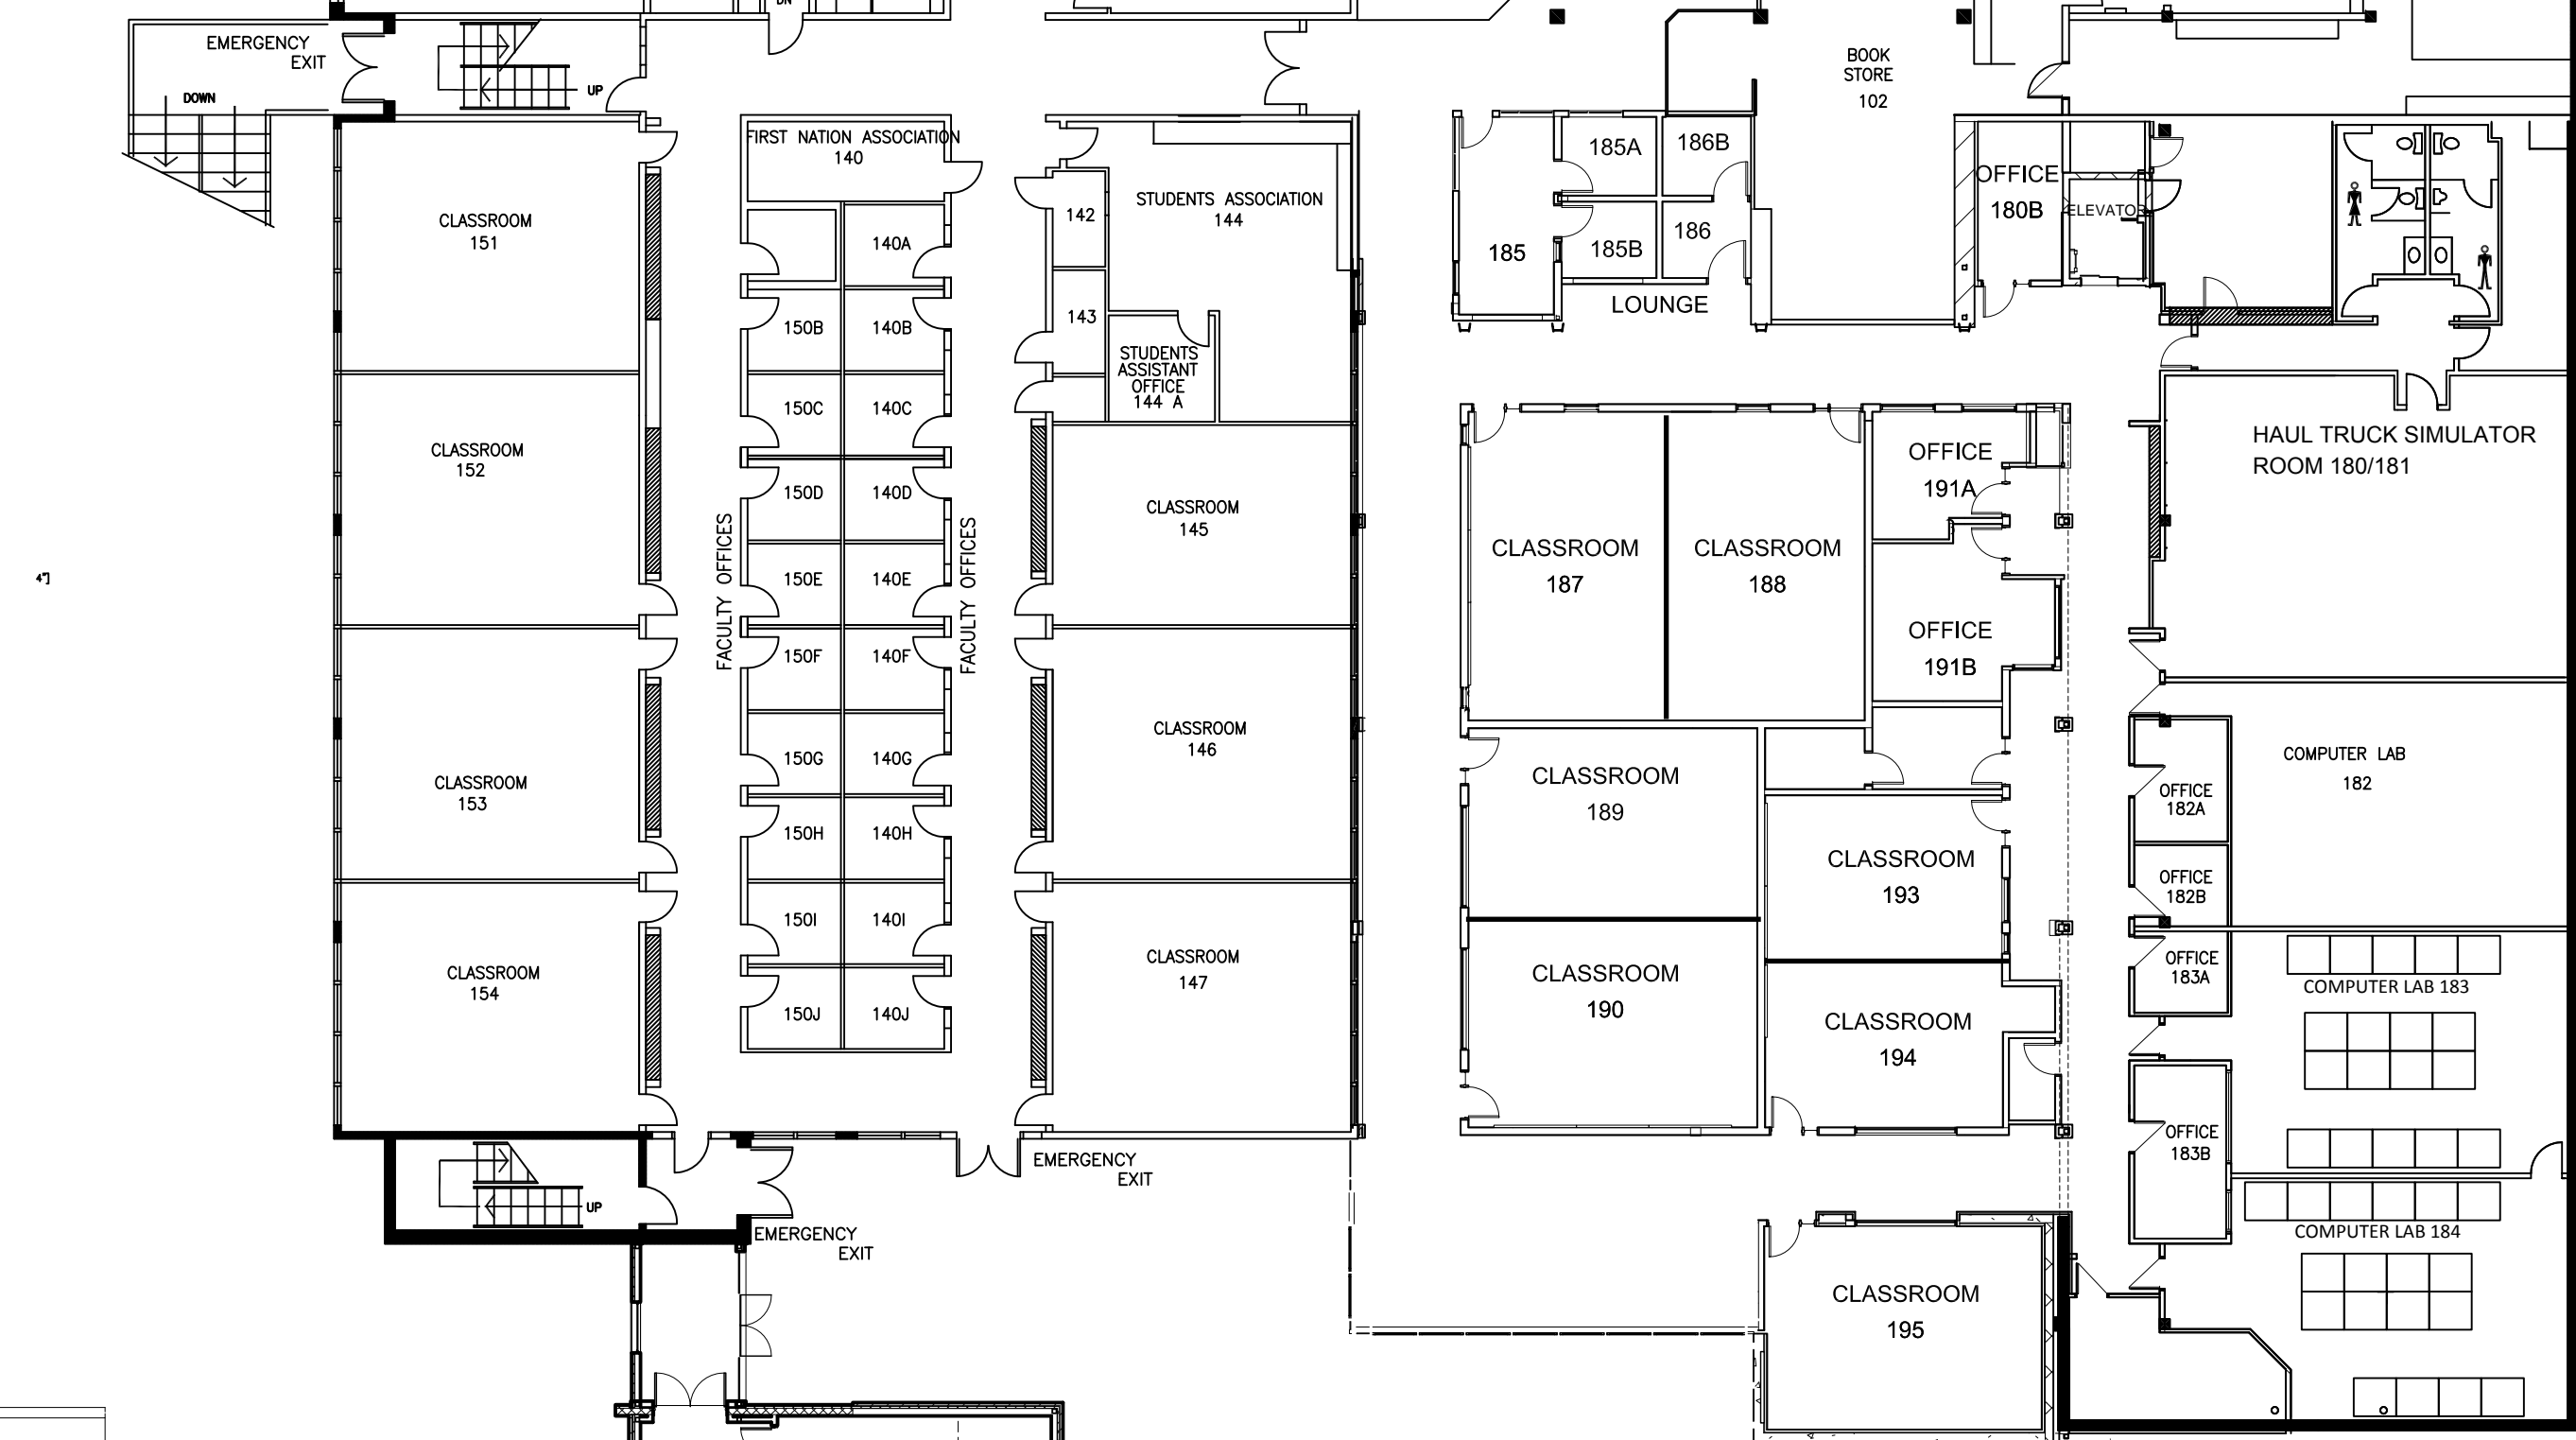 DN
EMERGENCY
EXIT
DOWN
UP
BOOK
STORE
102
FIRST NATION ASSOCIATION
140
CLASSROOM
151
140A
142
STUDENTS ASSOCIATION
144
143
STUDENTS
ASSISTANT
OFFICE
144 A
185
185A
185B
186B
186
LOUNGE
OFFICE
180B
ELEVATOR
150B
140B
150C
140C
CLASSROOM
152
150D
140D
FACULTY OFFICES
FACULTY OFFICES
150E
140E
150F
140F
150G
140G
150H
140H
150I
140I
150J
140J
4"]
CLASSROOM
153
CLASSROOM
154
CLASSROOM
145
CLASSROOM
146
CLASSROOM
147
CLASSROOM
187
CLASSROOM
188
OFFICE
191A
OFFICE
191B
HAUL TRUCK SIMULATOR
ROOM 180/181
CLASSROOM
189
CLASSROOM
190
CLASSROOM
193
CLASSROOM
194
COMPUTER LAB
182
OFFICE
182A
OFFICE
182B
OFFICE
183A
COMPUTER LAB 183
OFFICE
183B
COMPUTER LAB 184
UP
EMERGENCY
EXIT
EMERGENCY
EXIT
CLASSROOM
195